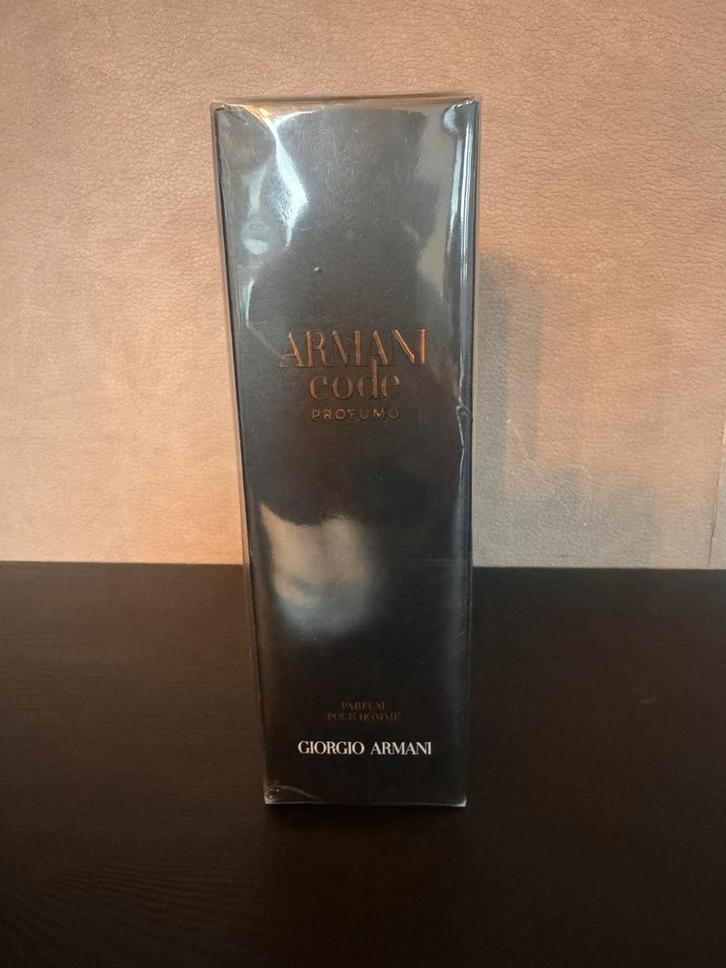 ARMANI
code
PROFUMO
PARFUM
POUR HOMME
GIORGIO ARMANI